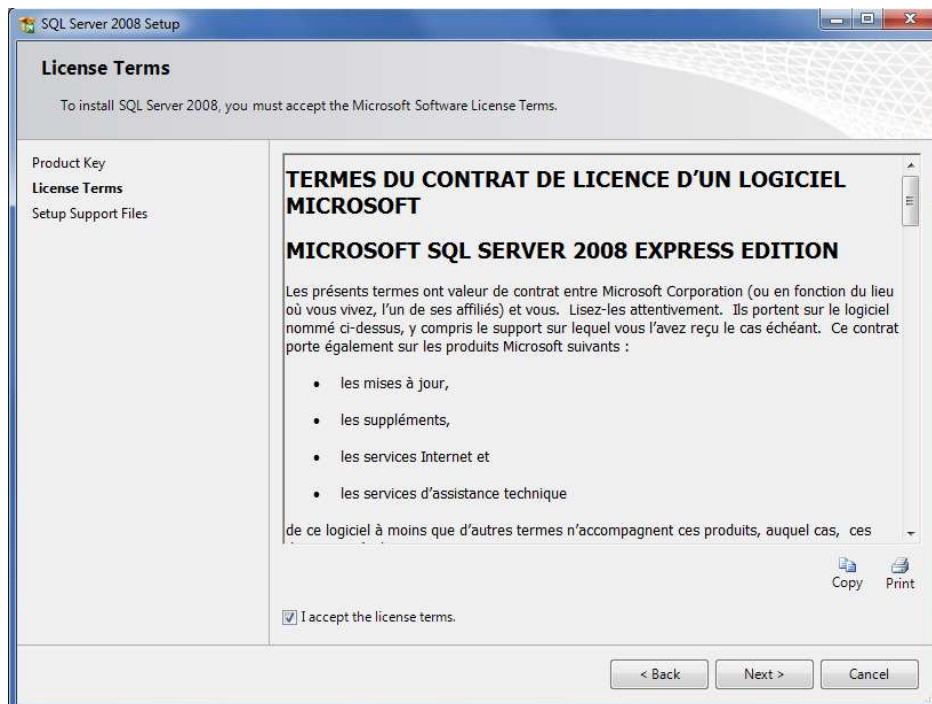 SQL Server 2008 Setup
License Terms
To install SQL Server 2008, you must accept the Microsoft Software License Terms.
Product Key
License Terms
Setup Support Files
TERMES DU CONTRAT DE LICENCE D'UN LOGICIEL
MICROSOFT
MICROSOFT SQL SERVER 2008 EXPRESS EDITION
Les présents termes ont valeur de contrat entre Microsoft Corporation (ou en fonction du lieu
où vous vivez, l'un de ses affiliés) et vous. Lisez-les attentivement. Ils portent sur le logiciel
nommé ci-dessus, y compris le support sur lequel vous l'avez reçu le cas échéant. Ce contrat
porte également sur les produits Microsoft suivants :
• les mises à jour,
• les suppléments,
• les services Internet et
• les services d'assistance technique
de ce logiciel à moins que d'autres termes n'accompagnent ces produits, auquel cas, ces
Copy
Print
I accept the license terms.
< Back
Next >
Cancel